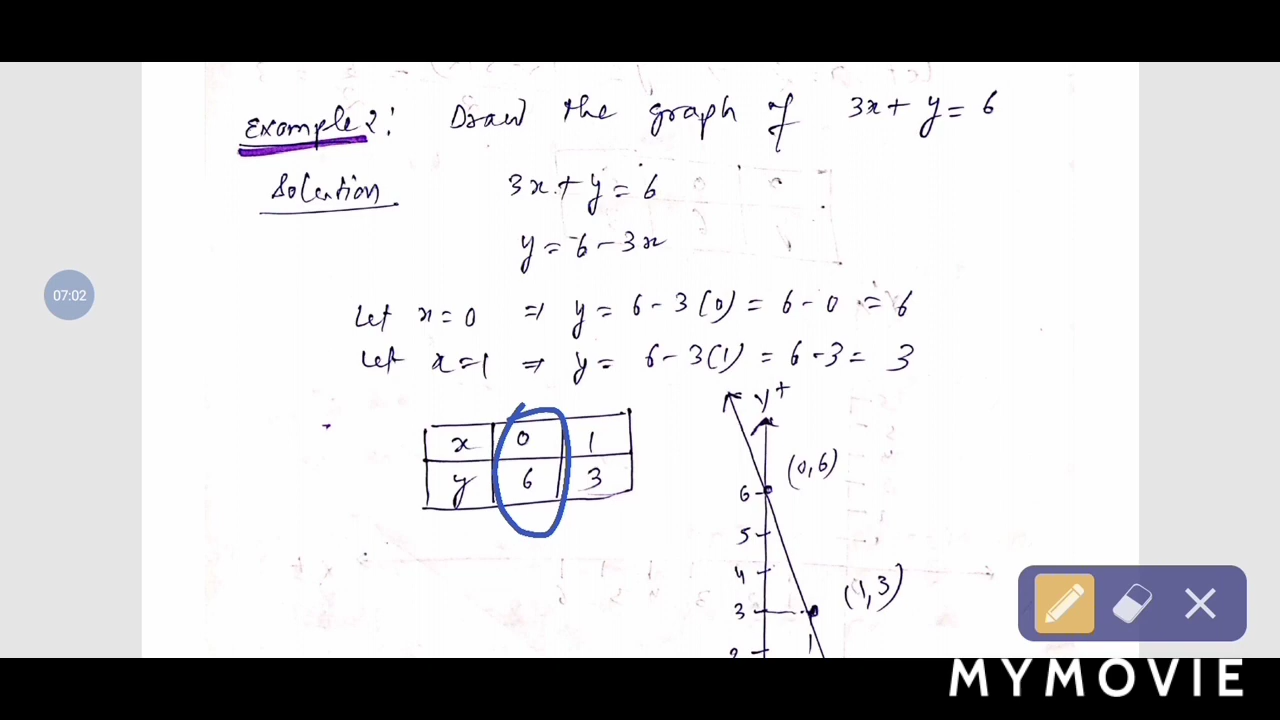 Example 2: Draw the graph of 3x + y = 6
Solution 3x + y = 6
y = 6 - 3x
Let x = 0 ⇒ y = 6 - 3(0) = 6 - 0 = 6
Let x = 1 ⇒ y = 6 - 3(1) = 6 - 3 = 3
y+
x 0 1
y 6 3
(0,6)
6
5
4
(1,3)
3
1
2
07:02
MYMOVIE